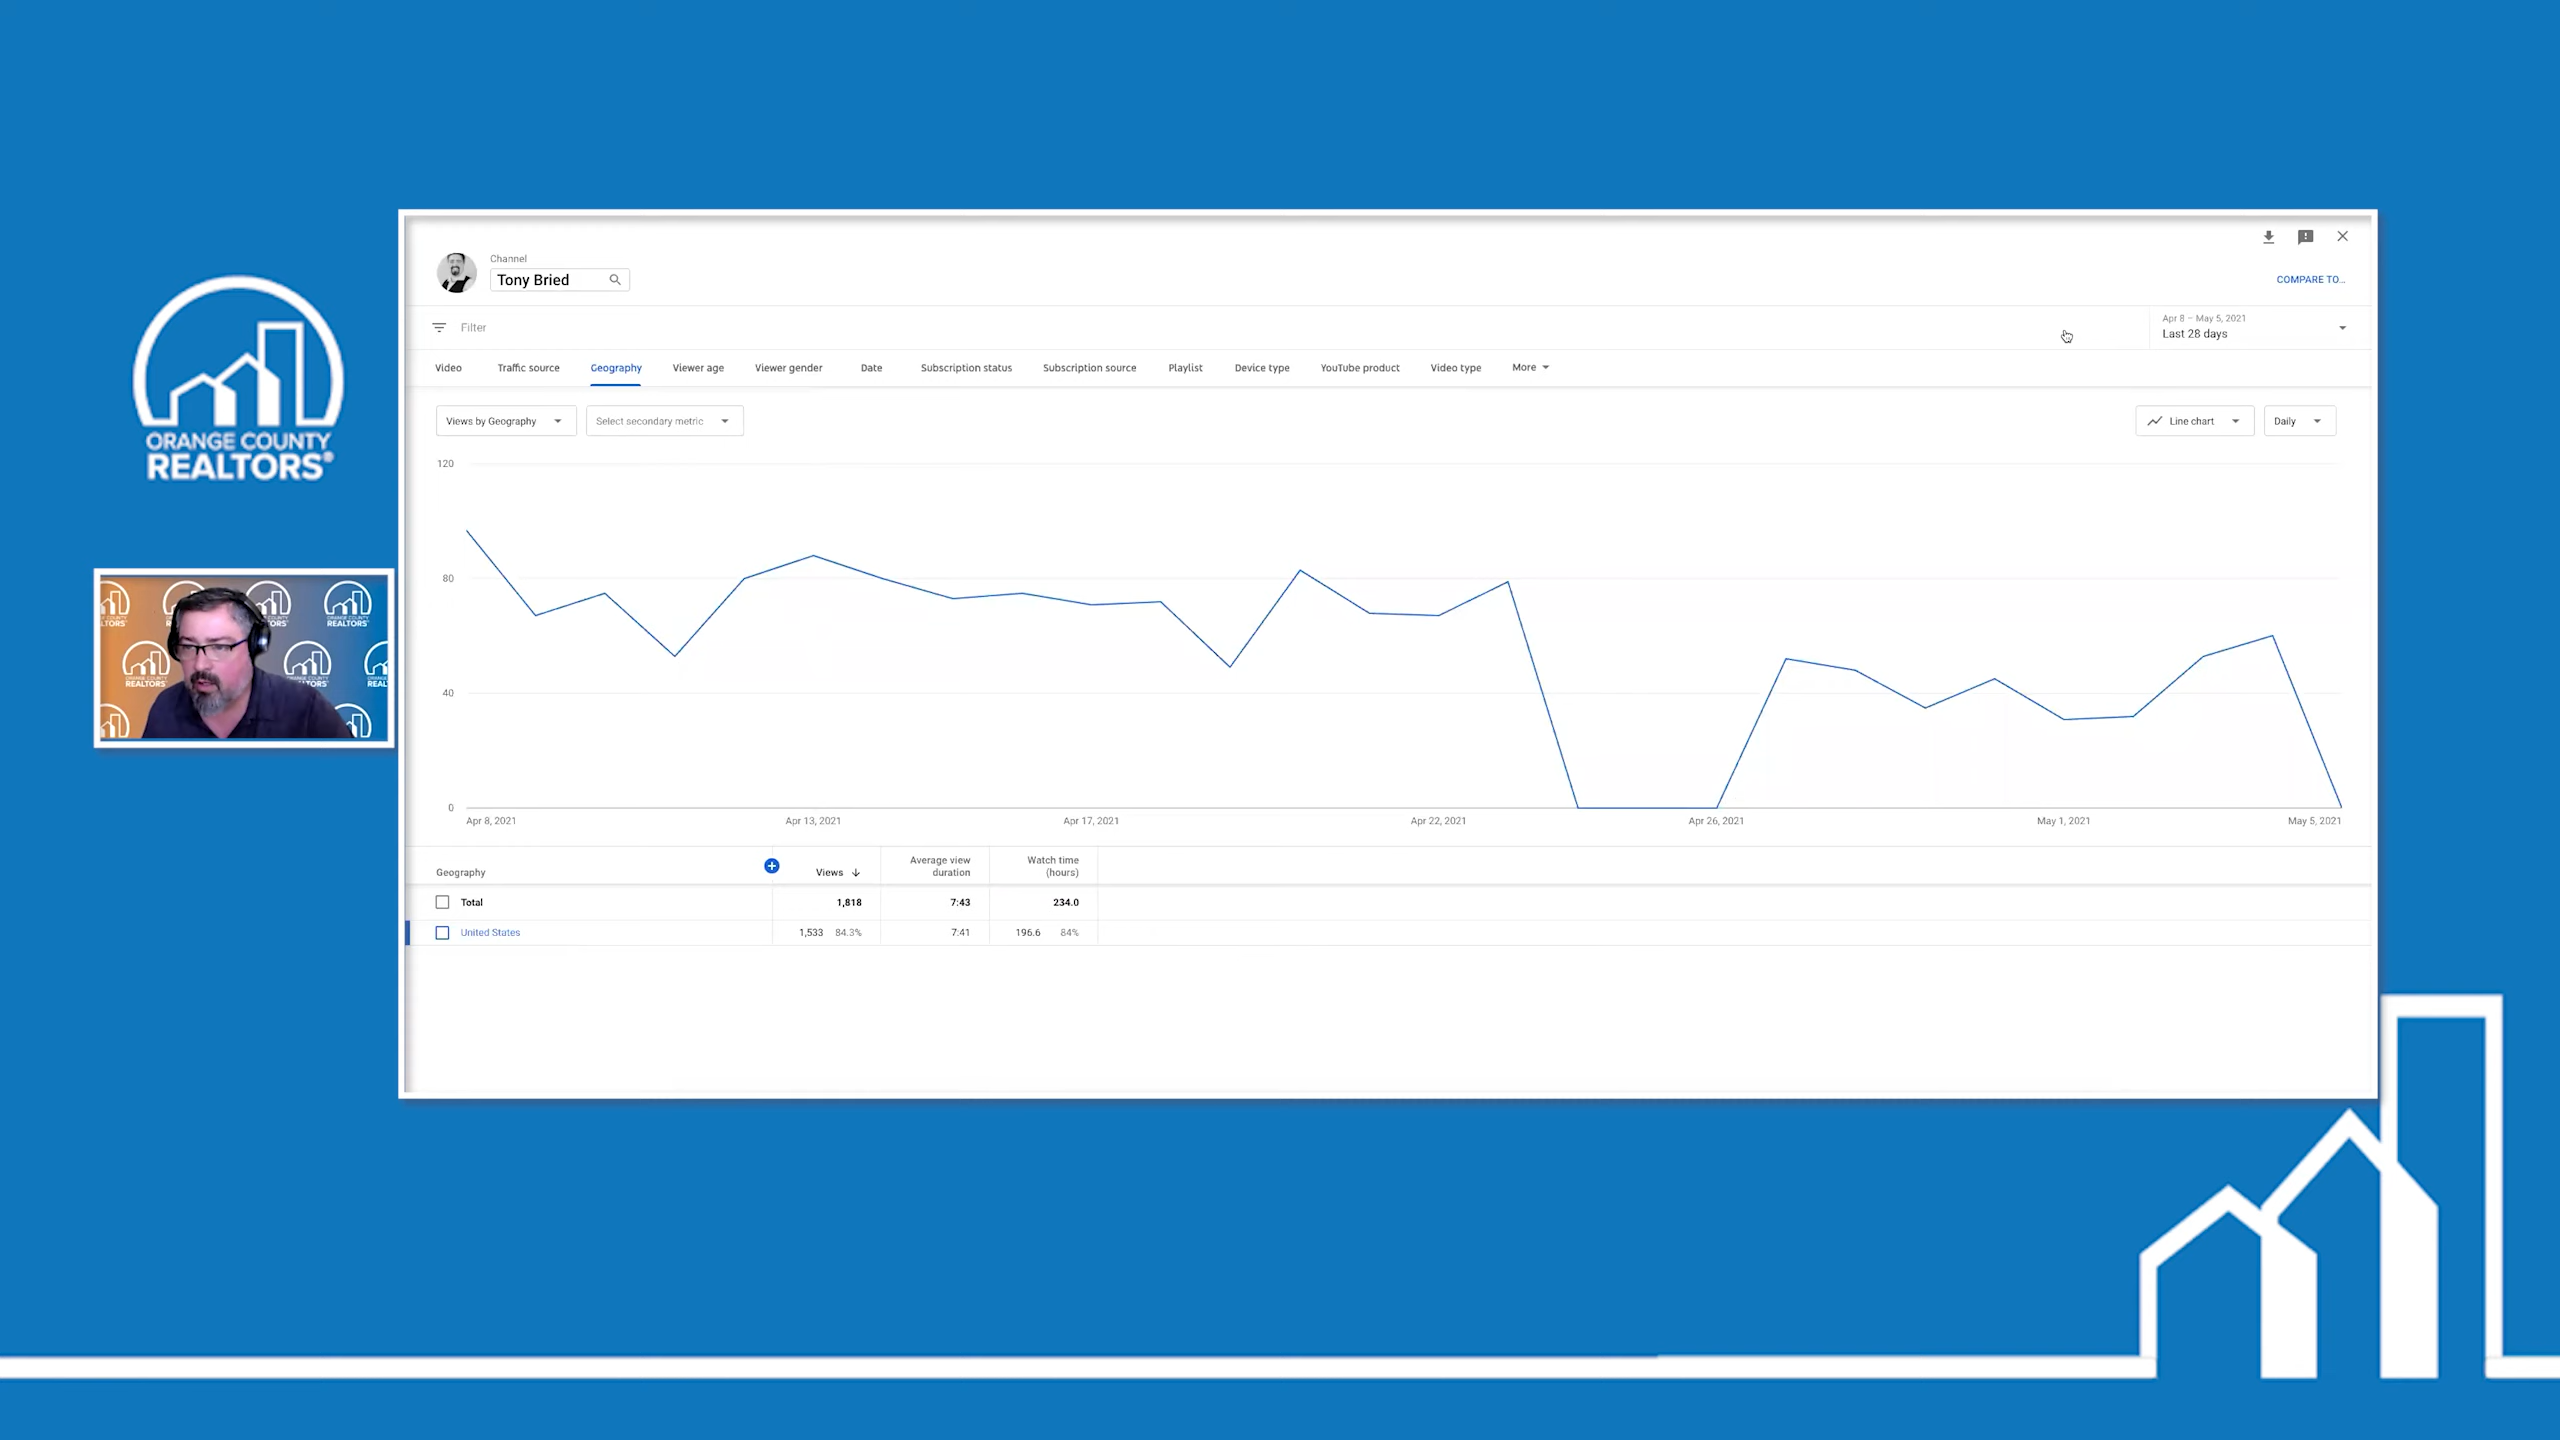 ORANGE COUNTY
REALTORS®
Channel
Tony Bried
COMPARE TO...
Filter
Apr 8 – May 5, 2021
Last 28 days
Video Traffic source Geography Viewer age Viewer gender Date Subscription status Subscription source Playlist Device type YouTube product Video type More
Views by Geography Select secondary metric Line chart Daily
120
80
40
0
Apr 8, 2021 Apr 13, 2021 Apr 17, 2021 Apr 22, 2021 Apr 26, 2021 May 1, 2021 May 5, 2021
Geography Views Average view duration Watch time (hours)
Total 1,818 7:43 234.0
United States 1,533 84.3% 7:41 196.6 84%